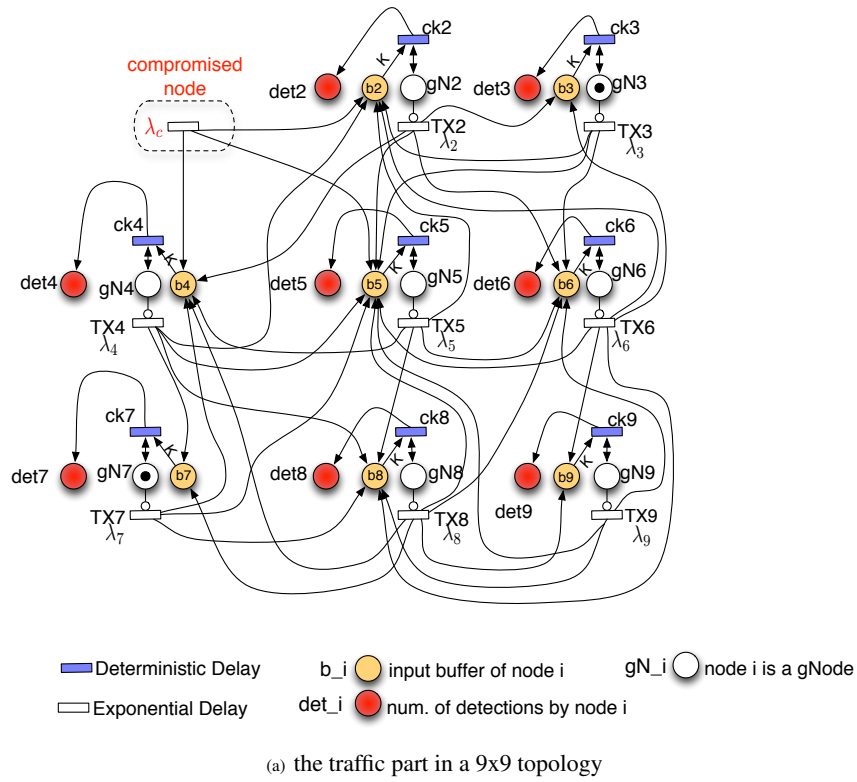 ck2
ck3
compromised
node
K
K
det2
b2
gN2
det3
b3
gN3
λc
TX2
λ2
TX3
λ3
ck4
ck5
ck6
K
K
K
det4
gN4
b4
det5
b5
gN5
det6
b6
gN6
TX4
λ4
TX5
λ5
TX6
λ6
ck7
ck8
ck9
K
K
K
det7
gN7
b7
det8
b8
gN8
det9
b9
gN9
TX7
λ7
TX8
λ8
TX9
λ9
Deterministic Delay
b_i
input buffer of node i
gN_i
node i is a gNode
Exponential Delay
det_i
num. of detections by node i
(a) the traffic part in a 9x9 topology